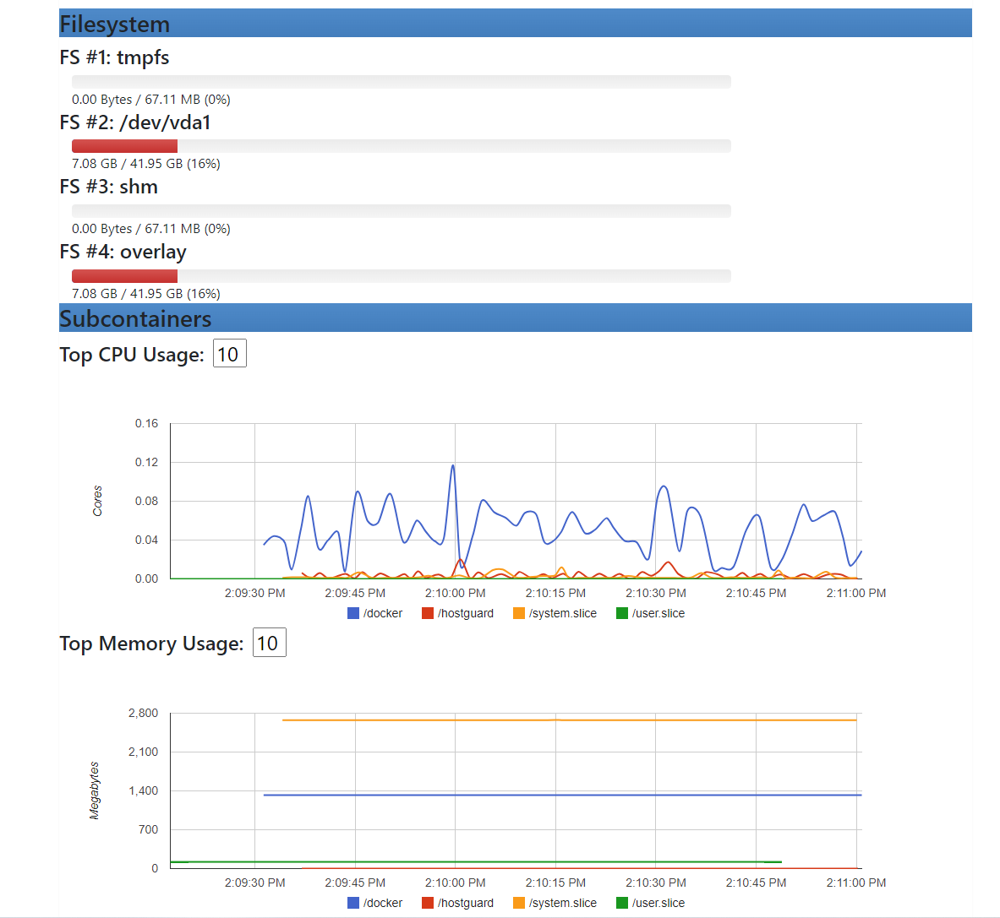 Filesystem
FS #1: tmpfs
0.00 Bytes / 67.11 MB (0%)
FS #2: /dev/vda1
7.08 GB / 41.95 GB (16%)
FS #3: shm
0.00 Bytes / 67.11 MB (0%)
FS #4: overlay
7.08 GB / 41.95 GB (16%)
Subcontainers
Top CPU Usage: 10
0.16
0.12
0.08
0.04
0.00
Cores
2:09:30 PM 2:09:45 PM 2:10:00 PM 2:10:15 PM 2:10:30 PM 2:10:45 PM 2:11:00 PM
/docker /hostguard /system.slice /user.slice
Top Memory Usage: 10
2,800
2,100
1,400
700
0
Megabytes
2:09:30 PM 2:09:45 PM 2:10:00 PM 2:10:15 PM 2:10:30 PM 2:10:45 PM 2:11:00 PM
/docker /hostguard /system.slice /user.slice